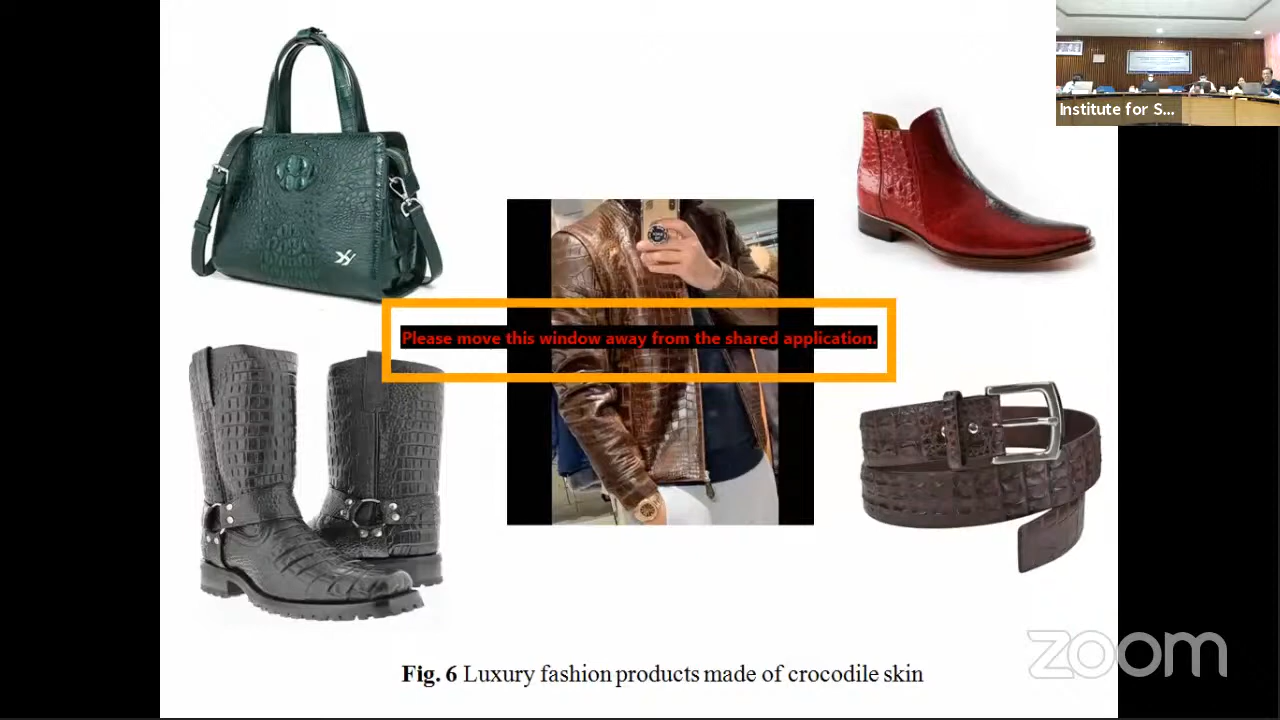 Institute for S...
Please move this window away from the shared application.
Fig. 6 Luxury fashion products made of crocodile skin
zoom